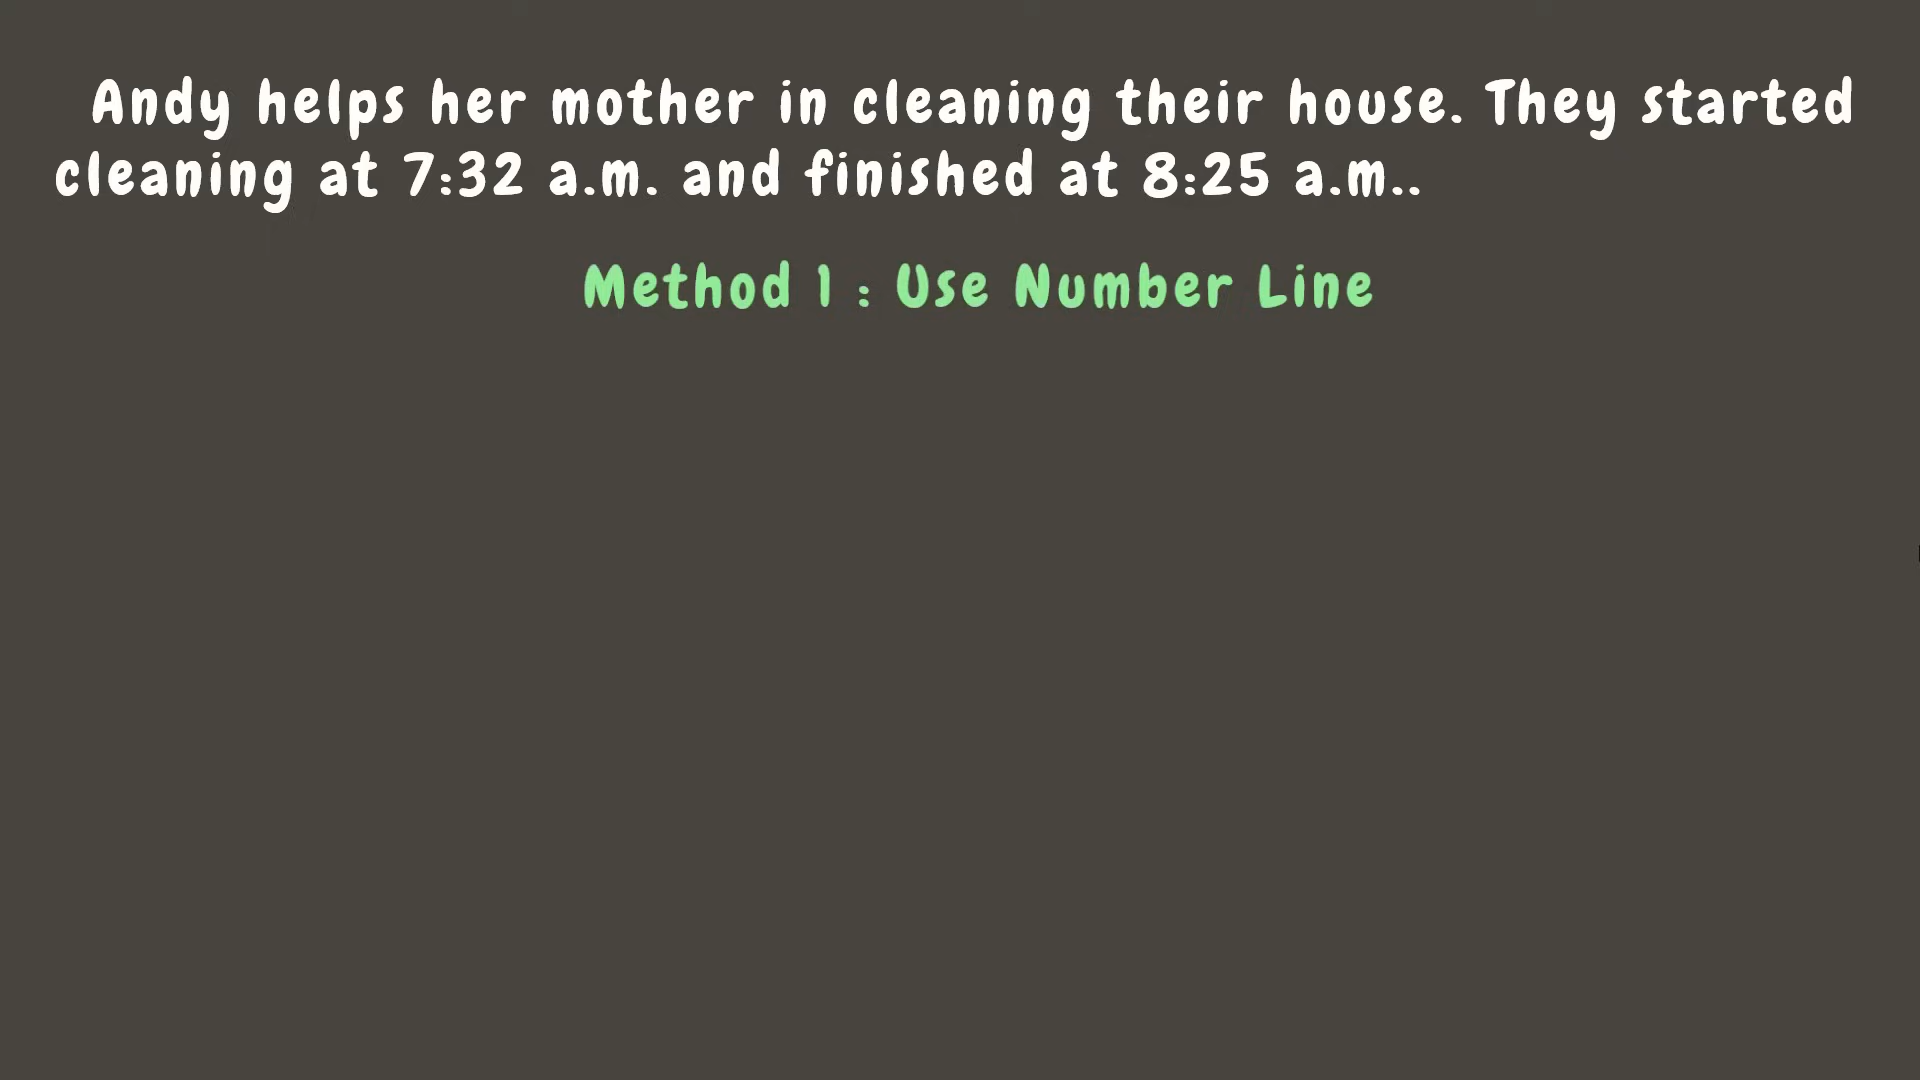 Andy helps her mother in cleaning their house. They started
cleaning at 7:32 a.m. and finished at 8:25 a.m..
Method 1 : Use Number Line